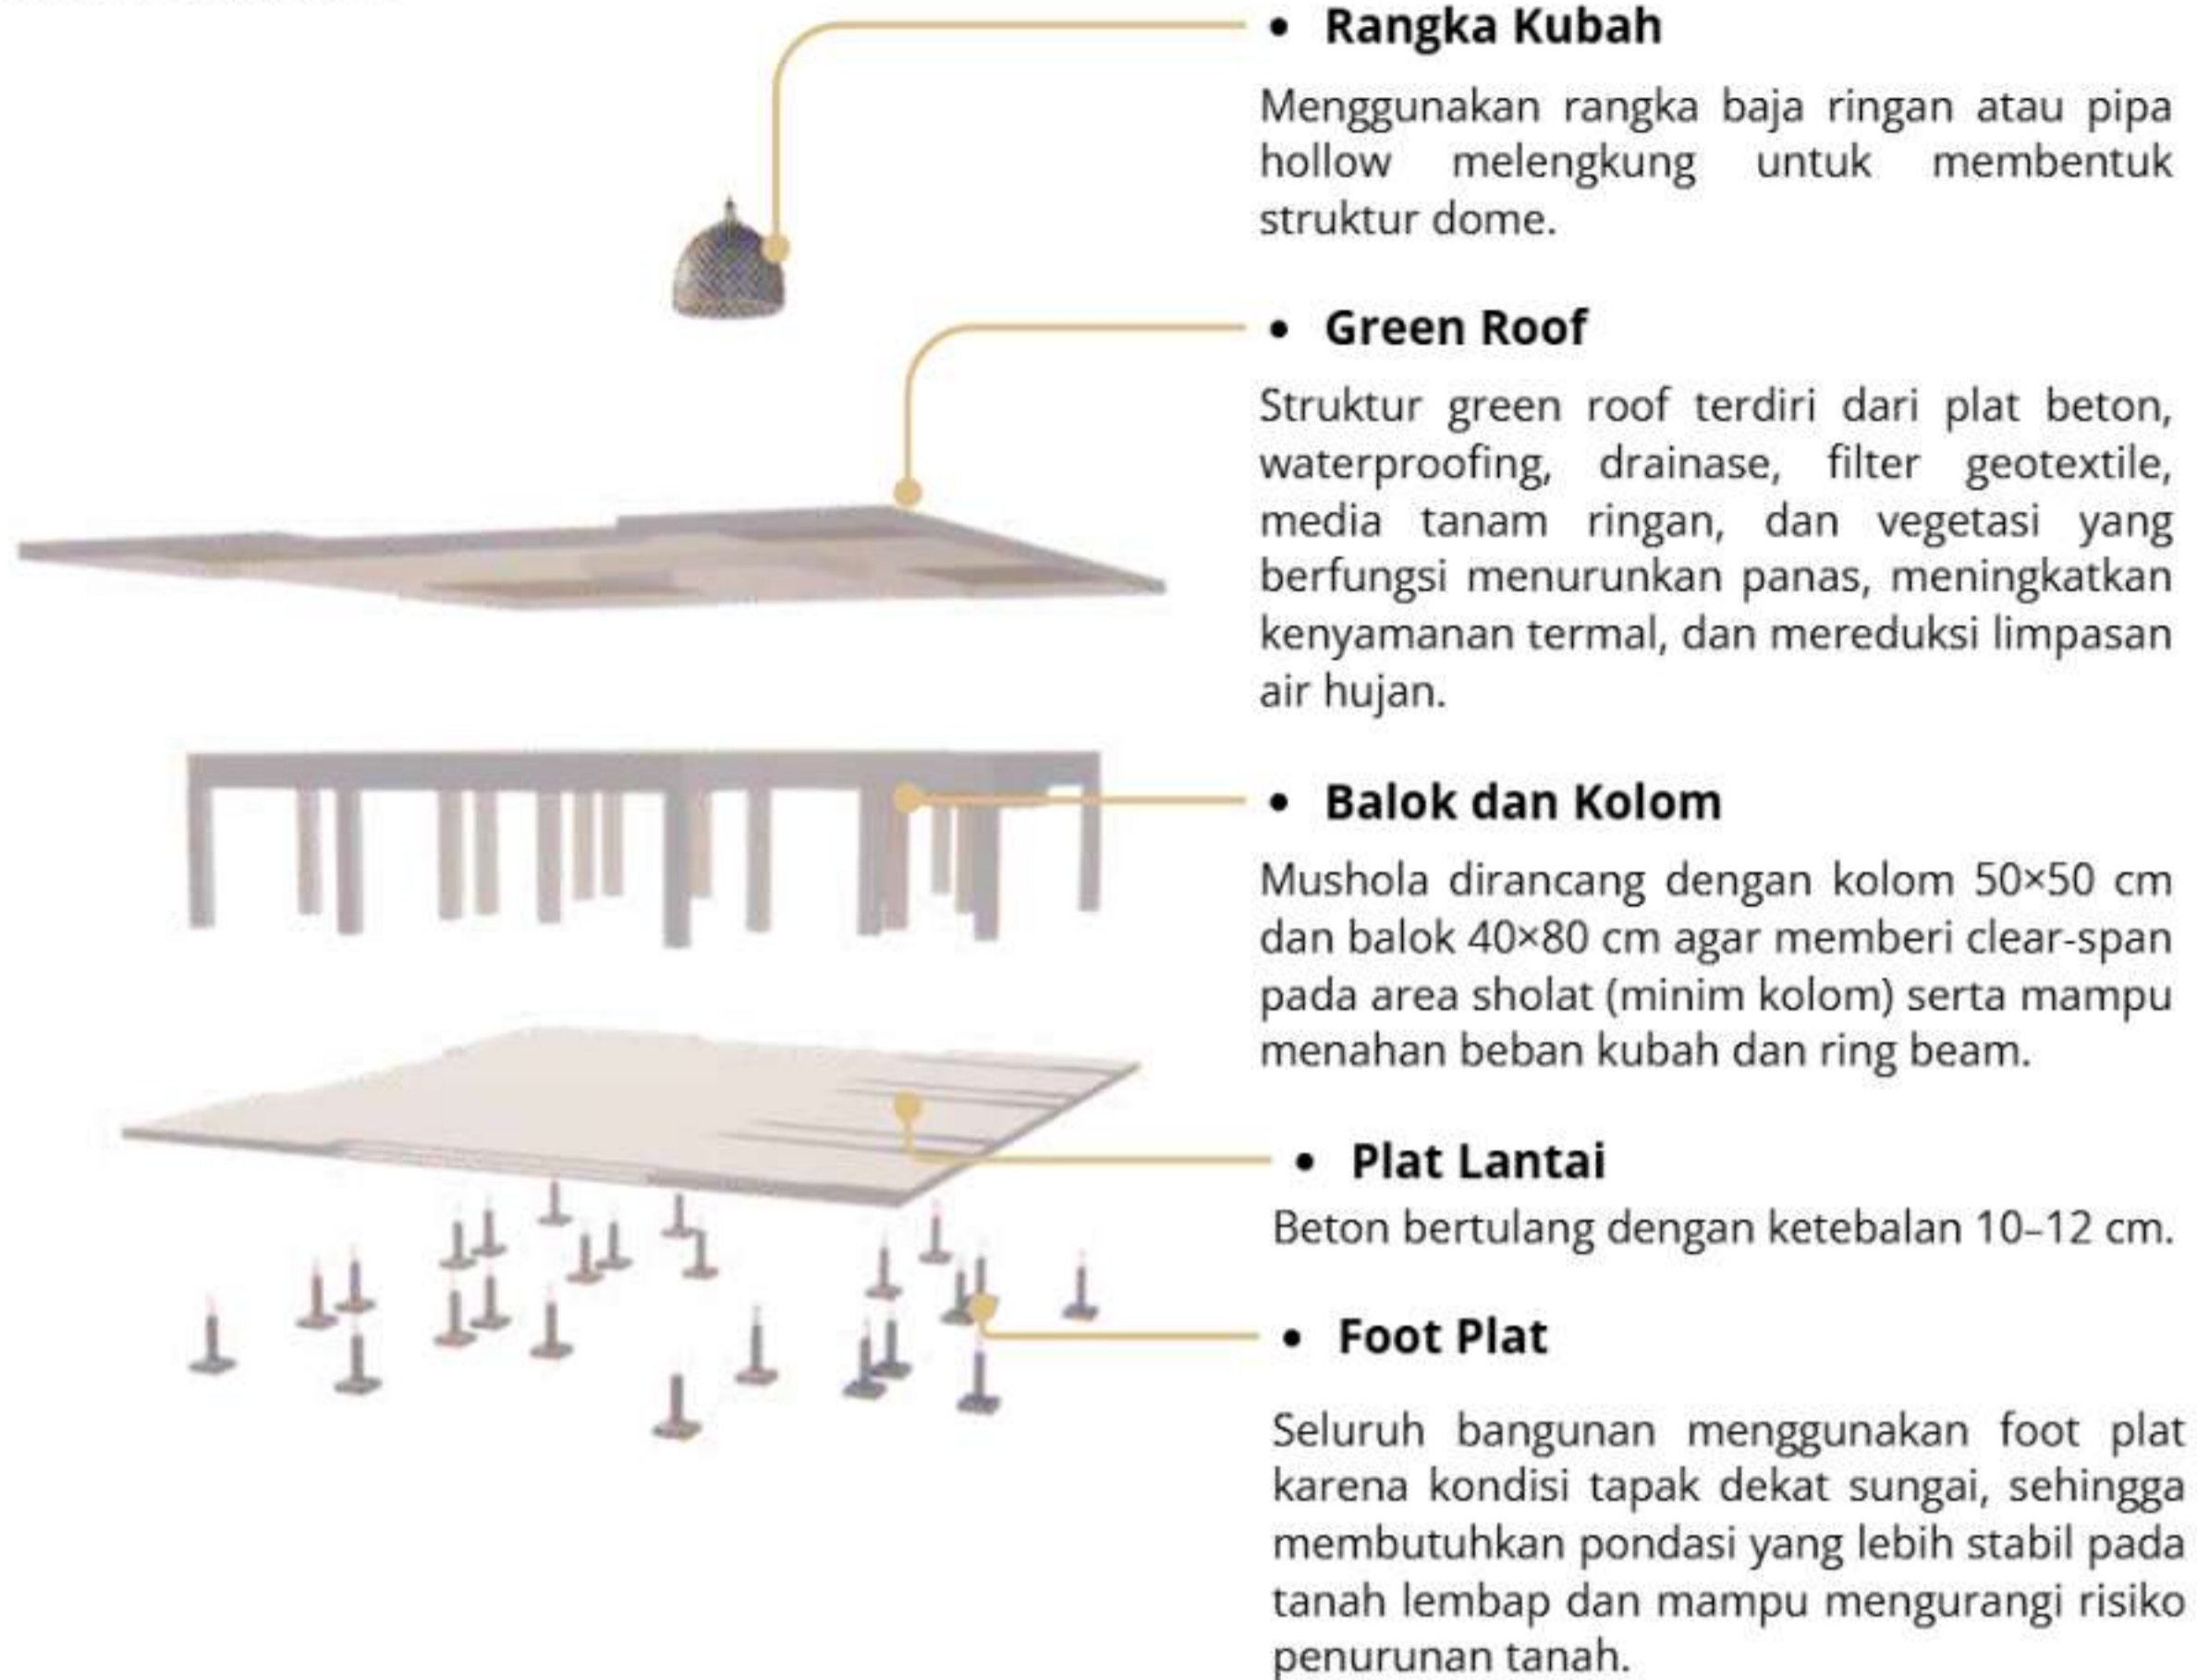 • Rangka Kubah
Menggunakan rangka baja ringan atau pipa
hollow melengkung untuk membentuk
struktur dome.
• Green Roof
Struktur green roof terdiri dari plat beton,
waterproofing, drainase, filter geotextile,
media tanam ringan, dan vegetasi yang
berfungsi menurunkan panas, meningkatkan
kenyamanan termal, dan mereduksi limpasan
air hujan.
• Balok dan Kolom
Mushola dirancang dengan kolom 50×50 cm
dan balok 40×80 cm agar memberi clear-span
pada area sholat (minim kolom) serta mampu
menahan beban kubah dan ring beam.
• Plat Lantai
Beton bertulang dengan ketebalan 10–12 cm.
• Foot Plat
Seluruh bangunan menggunakan foot plat
karena kondisi tapak dekat sungai, sehingga
membutuhkan pondasi yang lebih stabil pada
tanah lembap dan mampu mengurangi risiko
penurunan tanah.